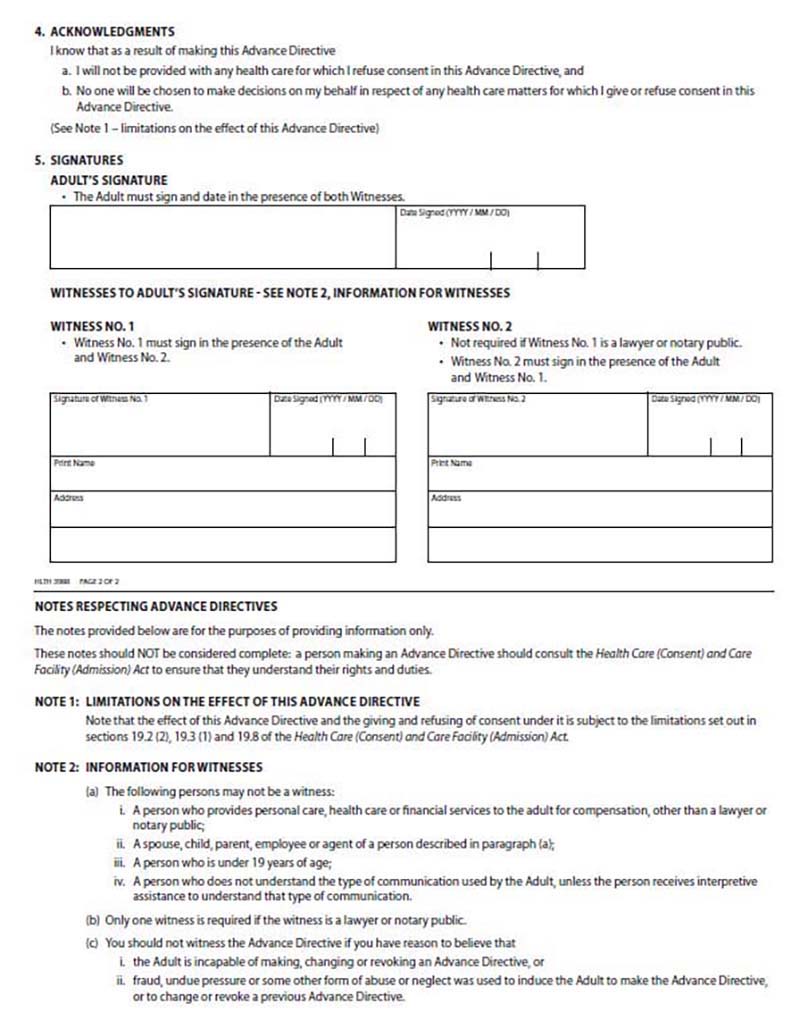 4. ACKNOWLEDGMENTS
I know that as a result of making this Advance Directive
a. I will not be provided with any health care for which I refuse consent in this Advance Directive, and
b. No one will be chosen to make decisions on my behalf in respect of any health care matters for which I give or refuse consent in this
Advance Directive.
(See Note 1 – limitations on the effect of this Advance Directive)
5. SIGNATURES
ADULT'S SIGNATURE
• The Adult must sign and date in the presence of both Witnesses.
Date Signed (YYYY / MM / DD)
WITNESSES TO ADULT'S SIGNATURE - SEE NOTE 2, INFORMATION FOR WITNESSES
WITNESS NO. 1
• Witness No. 1 must sign in the presence of the Adult
and Witness No. 2.
WITNESS NO. 2
• Not required if Witness No. 1 is a lawyer or notary public.
• Witness No. 2 must sign in the presence of the Adult
and Witness No. 1.
Signature of Witness No. 1
Date Signed (YYYY / MM / DD)
Print Name
Address
Signature of Witness No. 2
Date Signed (YYYY / MM / DD)
Print Name
Address
HLTH PAGE 2 OF 2
NOTES RESPECTING ADVANCE DIRECTIVES
The notes provided below are for the purposes of providing information only.
These notes should NOT be considered complete: a person making an Advance Directive should consult the Health Care (Consent) and Care
Facility (Admission) Act to ensure that they understand their rights and duties.
NOTE 1: LIMITATIONS ON THE EFFECT OF THIS ADVANCE DIRECTIVE
Note that the effect of this Advance Directive and the giving and refusing of consent under it is subject to the limitations set out in
sections 19.2 (2), 19.3 (1) and 19.8 of the Health Care (Consent) and Care Facility (Admission) Act.
NOTE 2: INFORMATION FOR WITNESSES
(a) The following persons may not be a witness:
i. A person who provides personal care, health care or financial services to the adult for compensation, other than a lawyer or
notary public;
ii. A spouse, child, parent, employee or agent of a person described in paragraph (a);
iii. A person who is under 19 years of age;
iv. A person who does not understand the type of communication used by the Adult, unless the person receives interpretive
assistance to understand that type of communication.
(b) Only one witness is required if the witness is a lawyer or notary public.
(c) You should not witness the Advance Directive if you have reason to believe that
i. the Adult is incapable of making, changing or revoking an Advance Directive, or
ii. fraud, undue pressure or some other form of abuse or neglect was used to induce the Adult to make the Advance Directive,
or to change or revoke a previous Advance Directive.